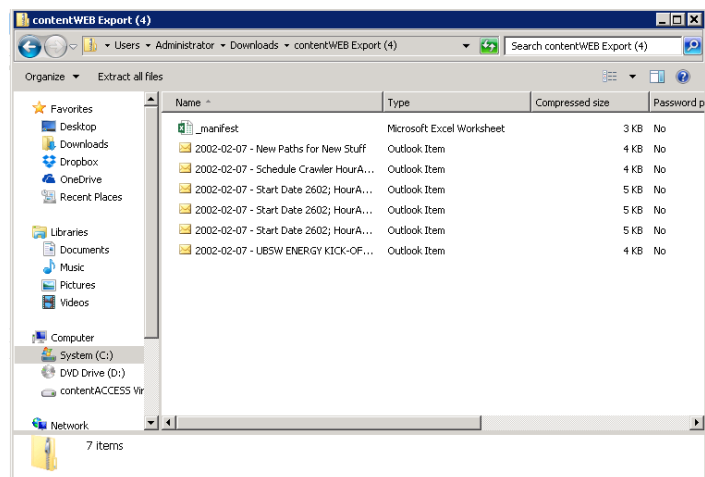 contentWEB Export (4)
Users Administrator Downloads contentWEB Export (4) Search contentWEB Export (4)
Organize Extract all files
Favorites
Desktop
Downloads
Dropbox
OneDrive
Recent Places
Libraries
Documents
Music
Pictures
Videos
Computer
System (C:)
DVD Drive (D:)
contentACCESS Vir
Network
Name Type Compressed size Password p
_manifest Microsoft Excel Worksheet 3 KB No
2002-02-07 - New Paths for New Stuff Outlook Item 4 KB No
2002-02-07 - Schedule Crawler HourA... Outlook Item 4 KB No
2002-02-07 - Start Date 2602; HourA... Outlook Item 5 KB No
2002-02-07 - Start Date 2602; HourA... Outlook Item 5 KB No
2002-02-07 - Start Date 2602; HourA... Outlook Item 5 KB No
2002-02-07 - UBSW ENERGY KICK-OF... Outlook Item 4 KB No
7 items